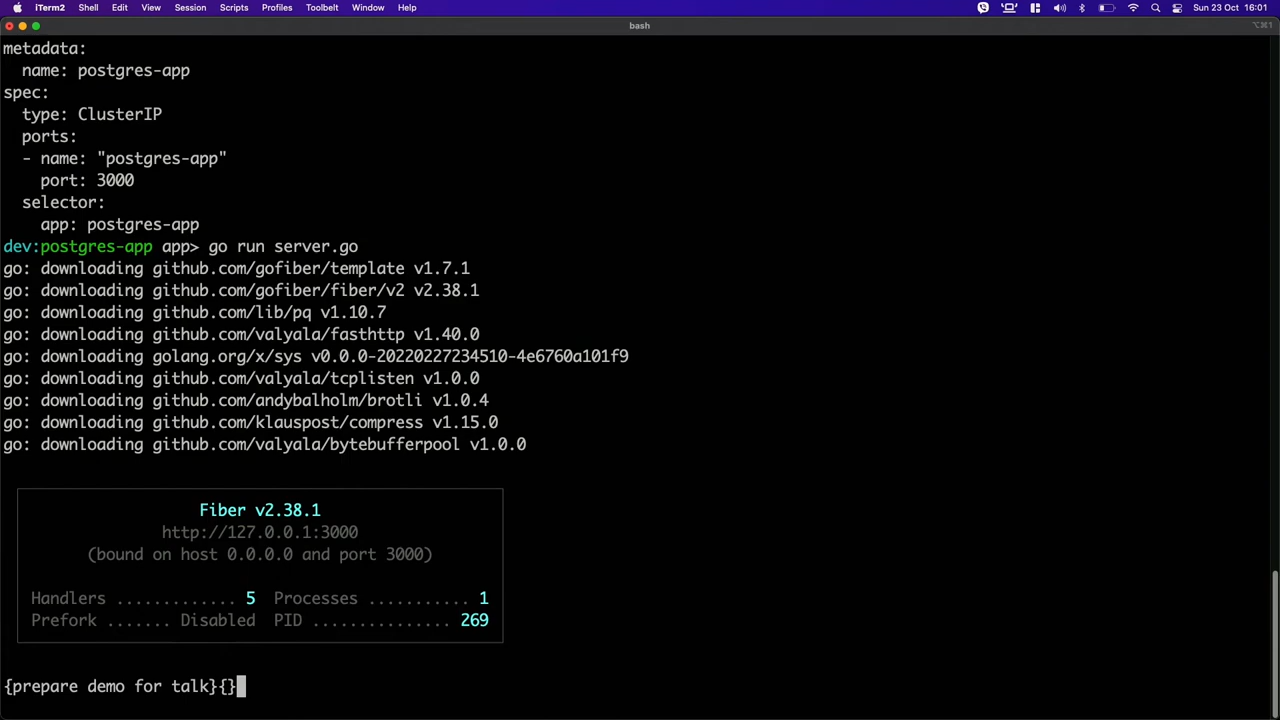 iTerm2 Shell Edit View Session Scripts Profiles Toolbelt Window Help Sun 23 Oct 16:01
bash ⌥⌘1
metadata:
  name: postgres-app
spec:
  type: ClusterIP
  ports:
  - name: "postgres-app"
    port: 3000
  selector:
    app: postgres-app
dev:postgres-app app> go run server.go
go: downloading github.com/gofiber/template v1.7.1
go: downloading github.com/gofiber/fiber/v2 v2.38.1
go: downloading github.com/lib/pq v1.10.7
go: downloading github.com/valyala/fasthttp v1.40.0
go: downloading golang.org/x/sys v0.0.0-20220227234510-4e6760a101f9
go: downloading github.com/valyala/tcplisten v1.0.0
go: downloading github.com/andybalholm/brotli v1.0.4
go: downloading github.com/klauspost/compress v1.15.0
go: downloading github.com/valyala/bytebufferpool v1.0.0
Fiber v2.38.1
http://127.0.0.1:3000
(bound on host 0.0.0.0 and port 3000)
Handlers ............. 5 Processes ........... 1
Prefork ....... Disabled PID ............... 269
{prepare demo for talk}{}